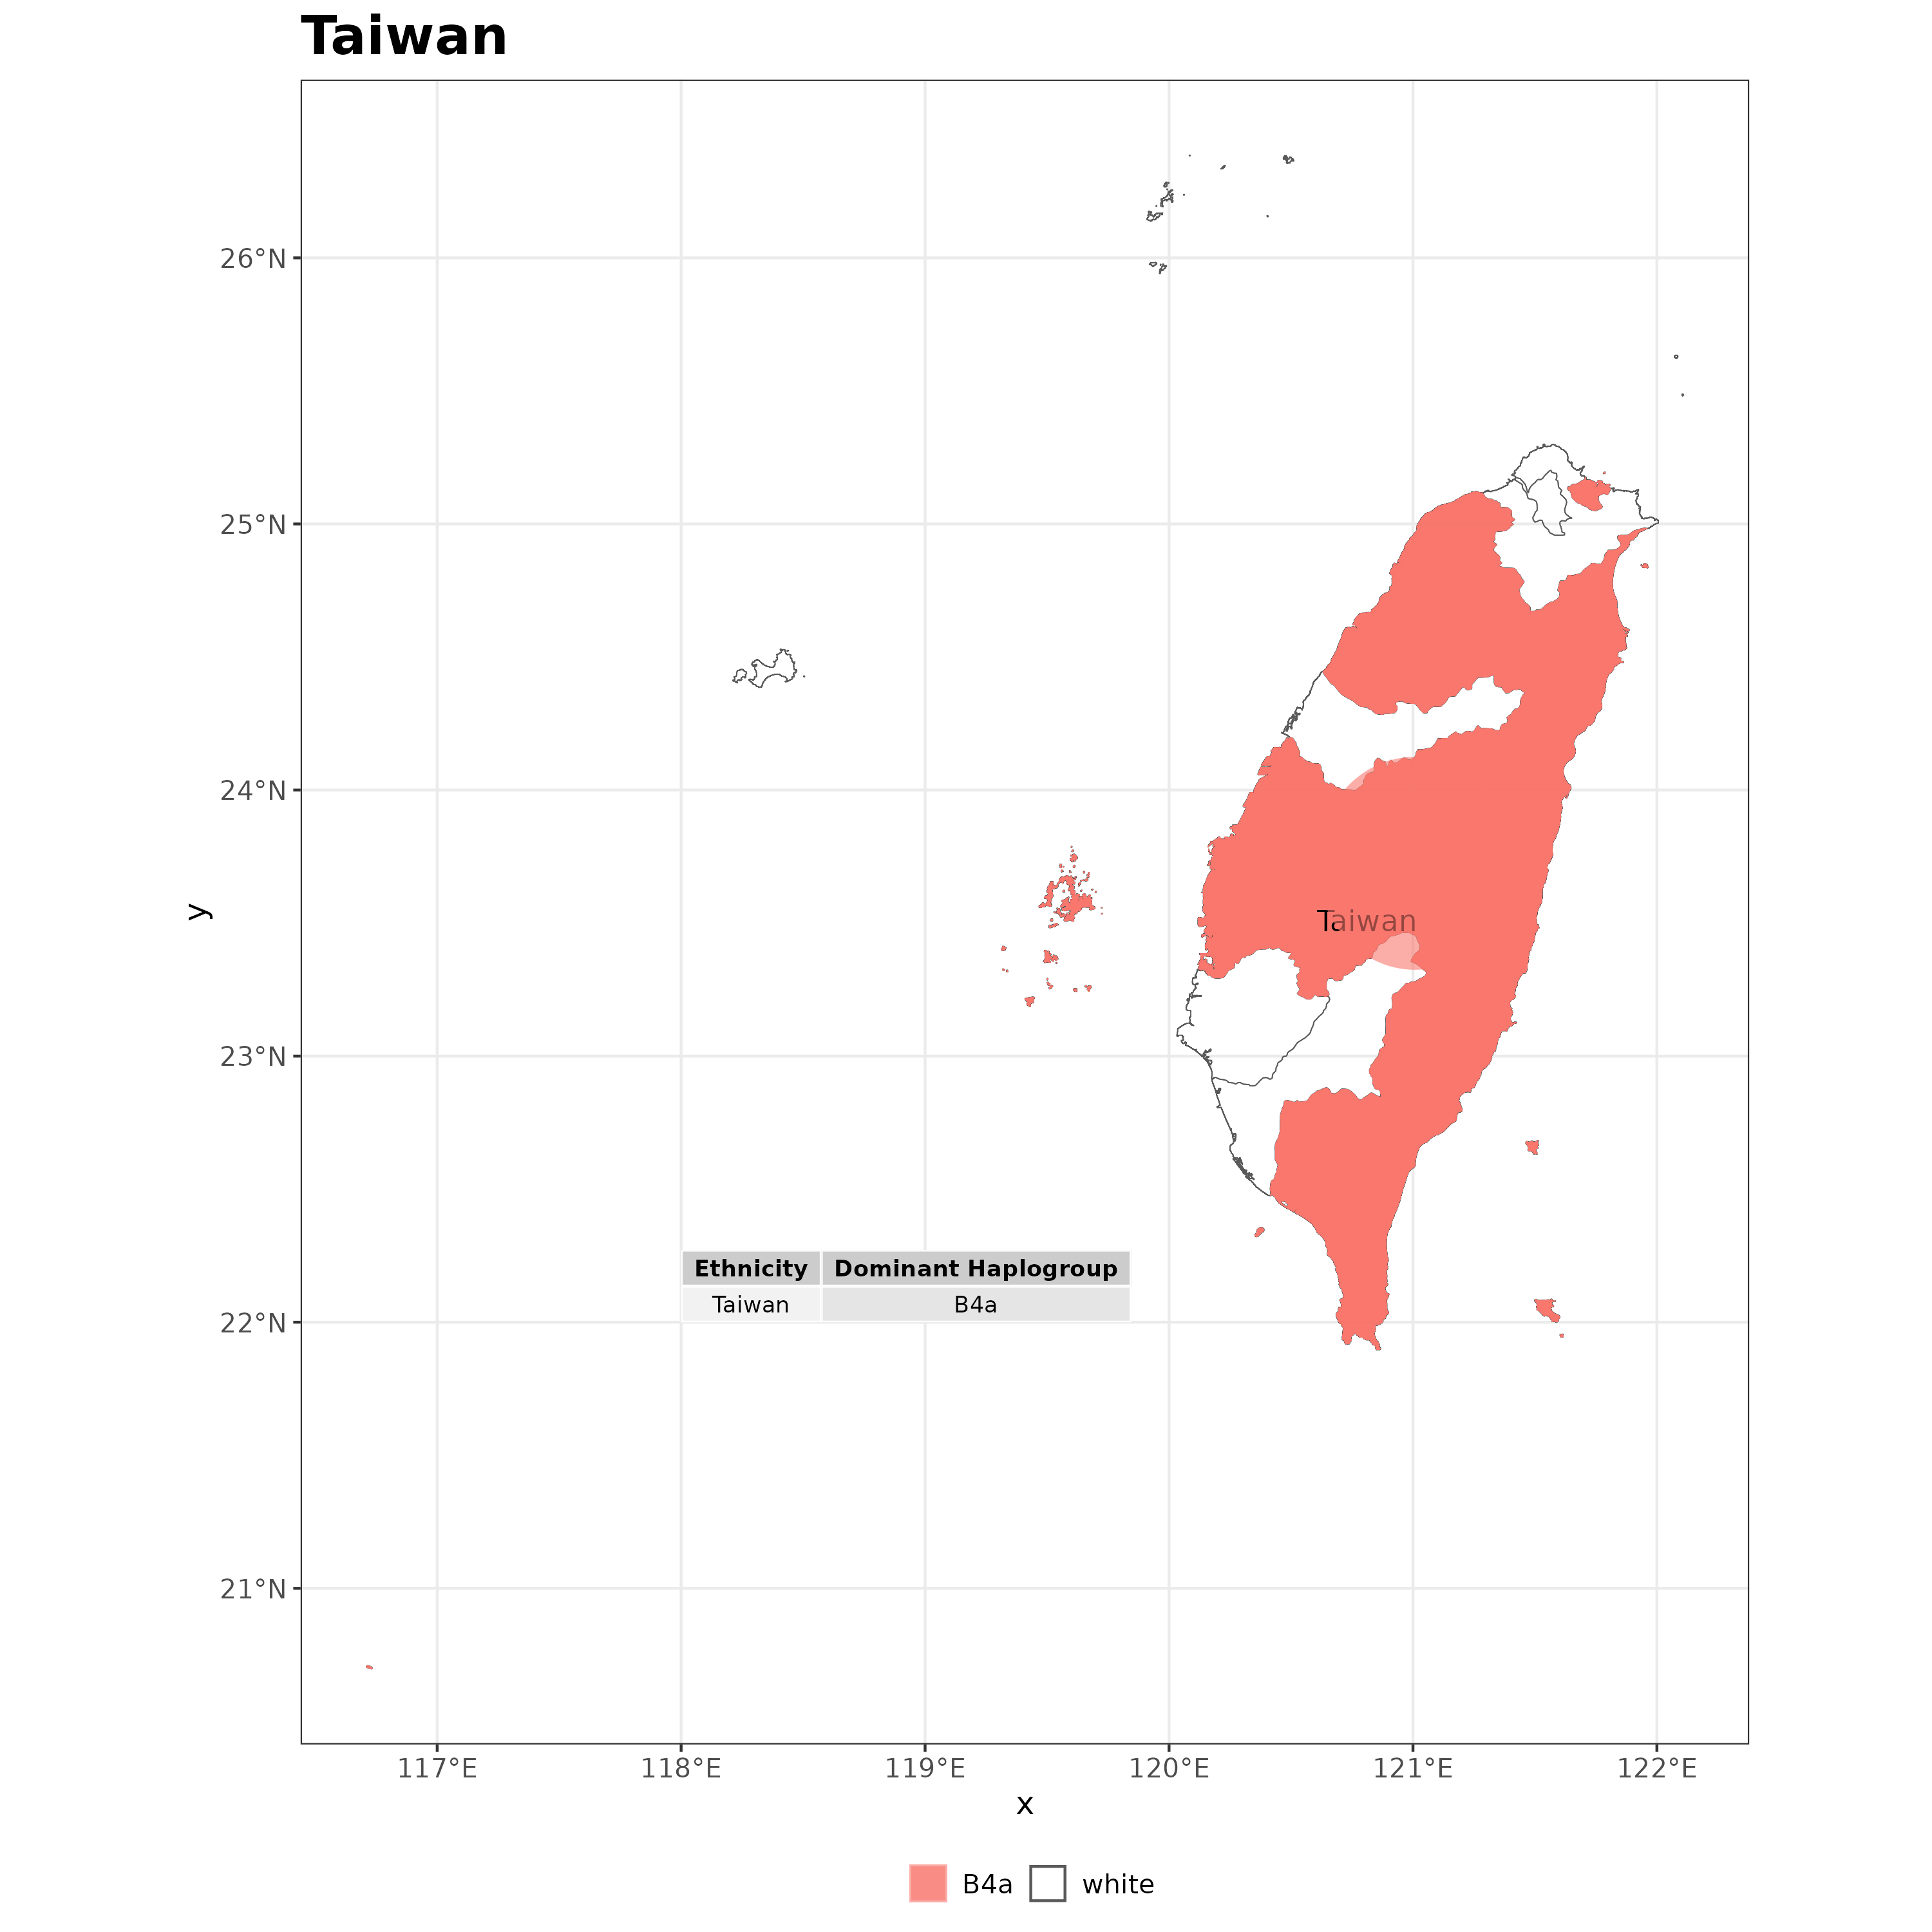 Taiwan
26°N
25°N
24°N
23°N
22°N
21°N
y
Taiwan
Ethnicity Dominant Haplogroup
Taiwan B4a
117°E 118°E 119°E 120°E 121°E 122°E
x
B4a white